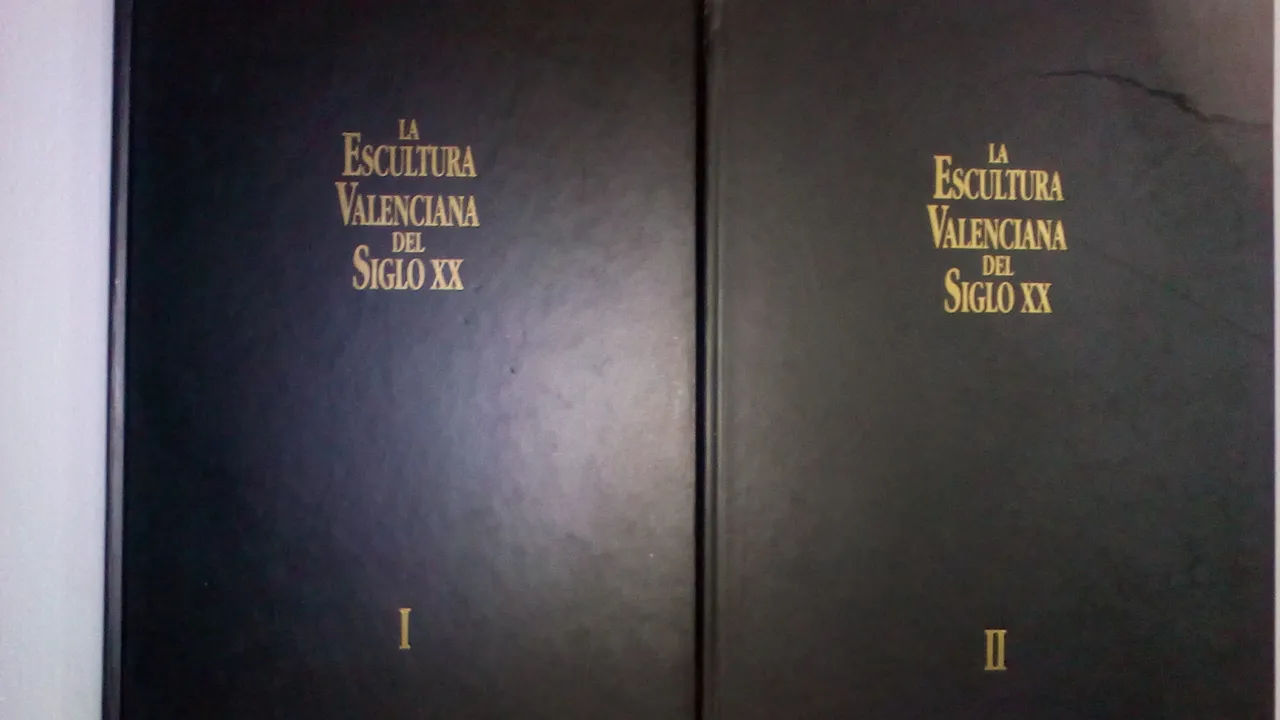 LA
ESCULTURA
VALENCIANA
DEL
SIGLO XX
I
LA
ESCULTURA
VALENCIANA
DEL
SIGLO XX
II